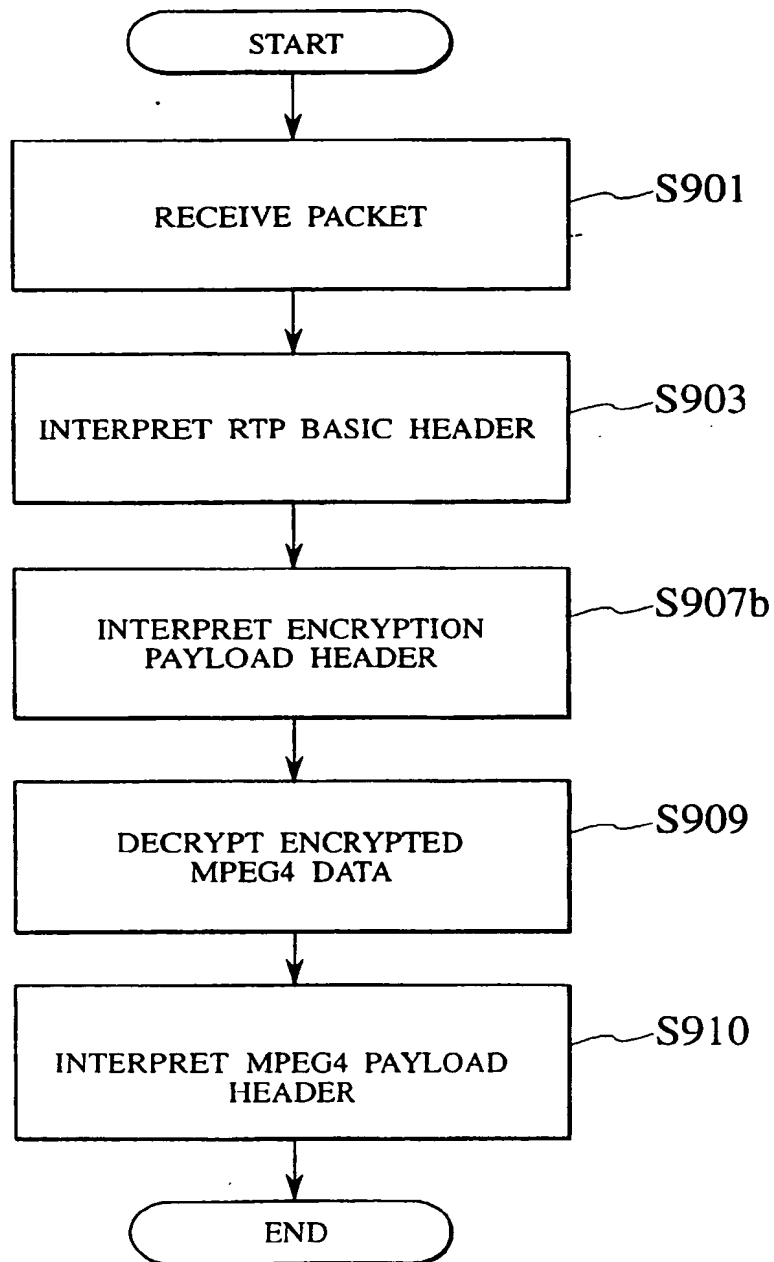 START
RECEIVE PACKET
S901
INTERPRET RTP BASIC HEADER
S903
INTERPRET ENCRYPTION
PAYLOAD HEADER
S907b
DECRYPT ENCRYPTED
MPEG4 DATA
S909
INTERPRET MPEG4 PAYLOAD
HEADER
S910
END